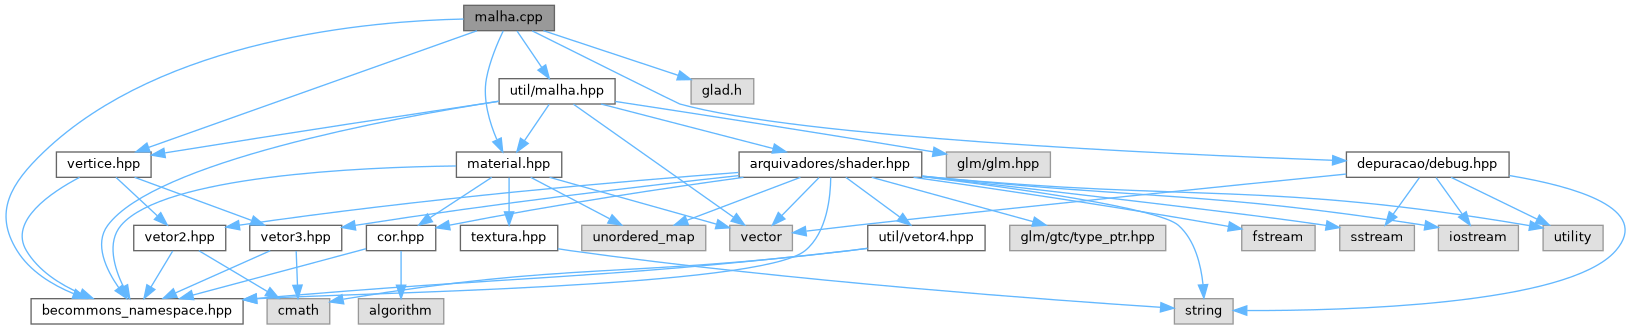 malha.cpp
util/malha.hpp
glad.h
vertice.hpp
material.hpp
arquivadores/shader.hpp
glm/glm.hpp
depuracao/debug.hpp
vetor2.hpp
vetor3.hpp
cor.hpp
textura.hpp
unordered_map
vector
util/vetor4.hpp
glm/gtc/type_ptr.hpp
fstream
sstream
iostream
utility
becommons_namespace.hpp
cmath
algorithm
string